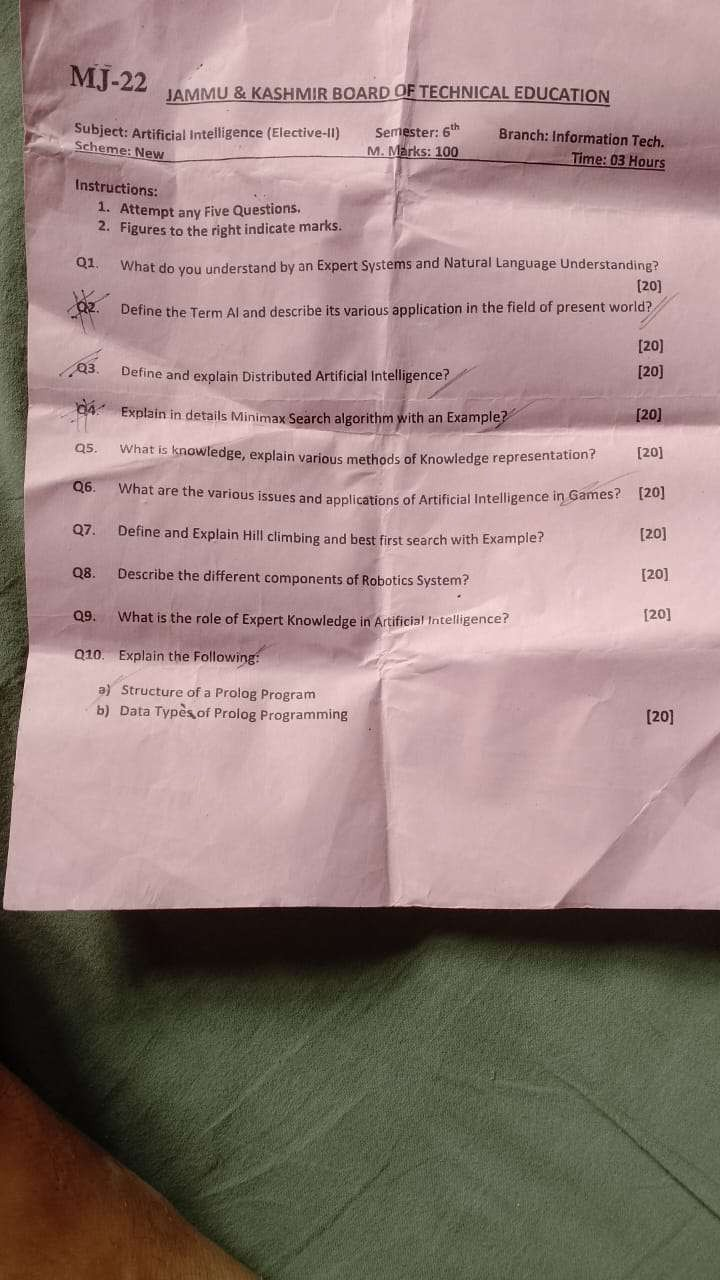 MJ-22
JAMMU & KASHMIR BOARD OF TECHNICAL EDUCATION
Subject: Artificial Intelligence (Elective-II) Semester: 6th Branch: Information Tech.
Scheme: New M. Marks: 100 Time: 03 Hours
Instructions:
1. Attempt any Five Questions.
2. Figures to the right indicate marks.
Q1. What do you understand by an Expert Systems and Natural Language Understanding?
[20]
Q2. Define the Term AI and describe its various application in the field of present world?
[20]
Q3. Define and explain Distributed Artificial Intelligence? [20]
Q4. Explain in details Minimax Search algorithm with an Example? [20]
Q5. What is knowledge, explain various methods of Knowledge representation? [20]
Q6. What are the various issues and applications of Artificial Intelligence in Games? [20]
Q7. Define and Explain Hill climbing and best first search with Example? [20]
Q8. Describe the different components of Robotics System? [20]
Q9. What is the role of Expert Knowledge in Artificial Intelligence? [20]
Q10. Explain the Following:
a) Structure of a Prolog Program
b) Data Types of Prolog Programming [20]